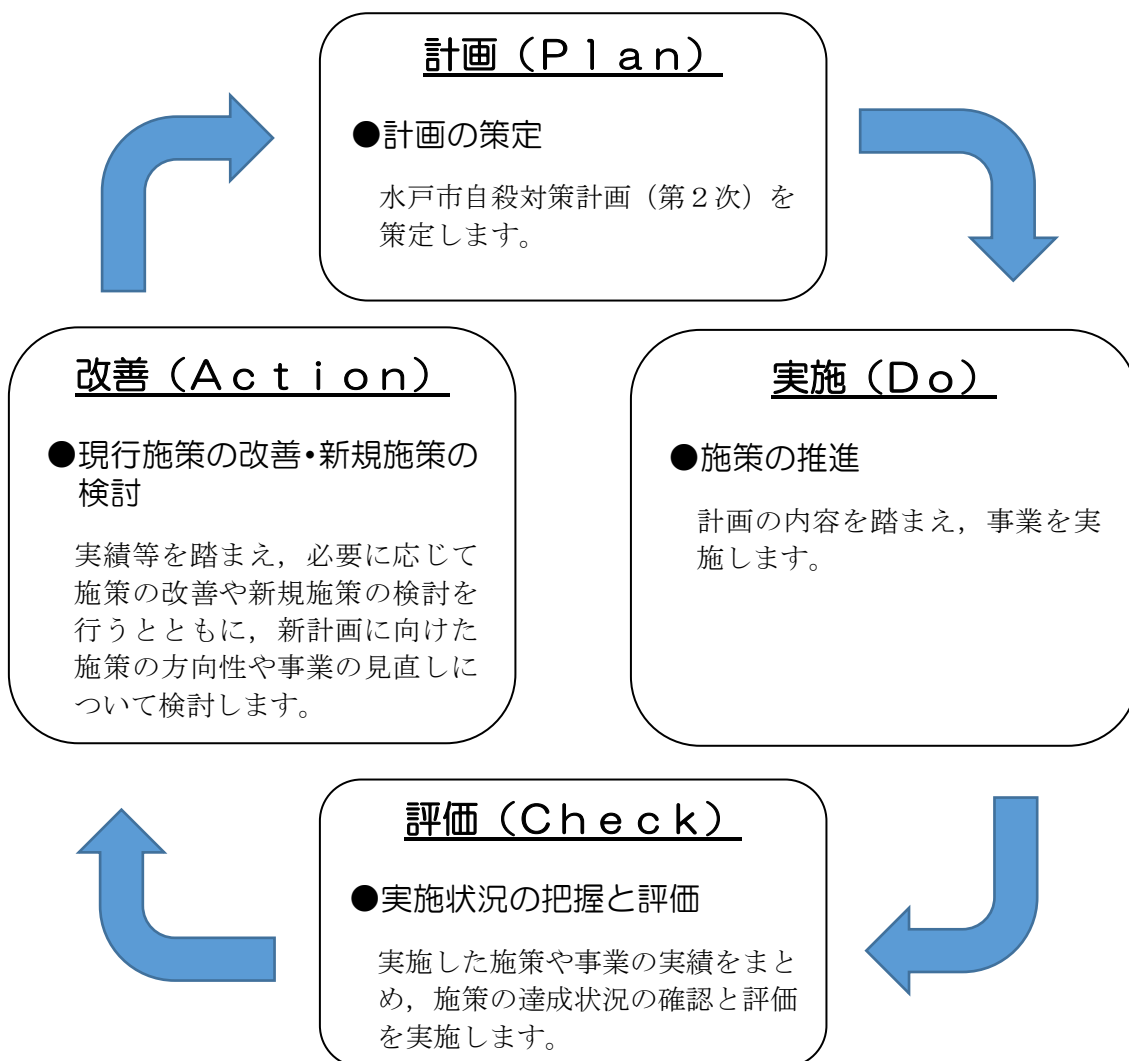 計画（Ｐｌａｎ）
●計画の策定
水戸市自殺対策計画（第２次）を
策定します。
改善（Ａｃｔｉｏｎ）
●現行施策の改善・新規施策の
検討
実績等を踏まえ，必要に応じて
施策の改善や新規施策の検討を
行うとともに，新計画に向けた
施策の方向性や事業の見直しに
ついて検討します。
実施（Ｄｏ）
●施策の推進
計画の内容を踏まえ，事業を実
施します。
評価（Ｃｈｅｃｋ）
●実施状況の把握と評価
実施した施策や事業の実績をまと
め，施策の達成状況の確認と評価
を実施します。